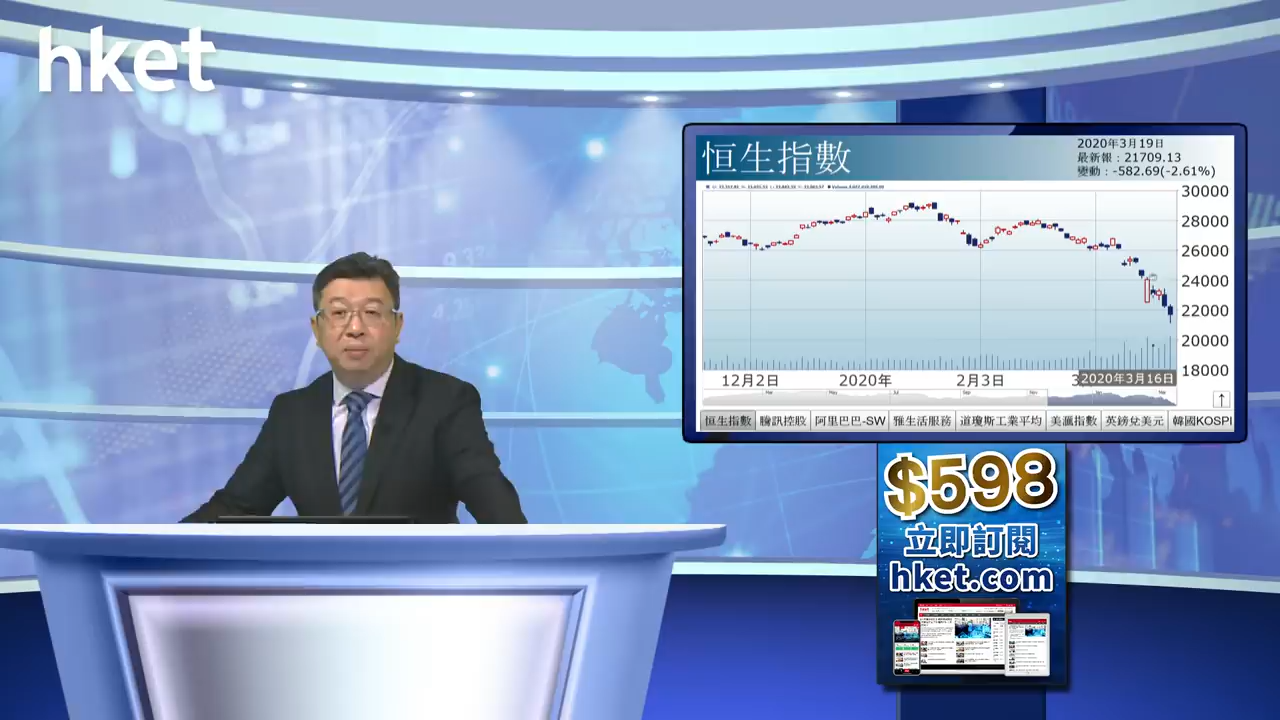 hket
恒生指數
2020年3月19日
最新報：21709.13
變動：-582.69(-2.61%)
30000
28000
26000
24000
22000
20000
18000
12月2日
2020年
2月3日
2020年3月16日
恒生指數
騰訊控股
阿里巴巴-SW
雅生活服務
道瓊斯工業平均
美滙指數
英鎊兌美元
韓國KOSPI
$598
立即訂閱
hket.com